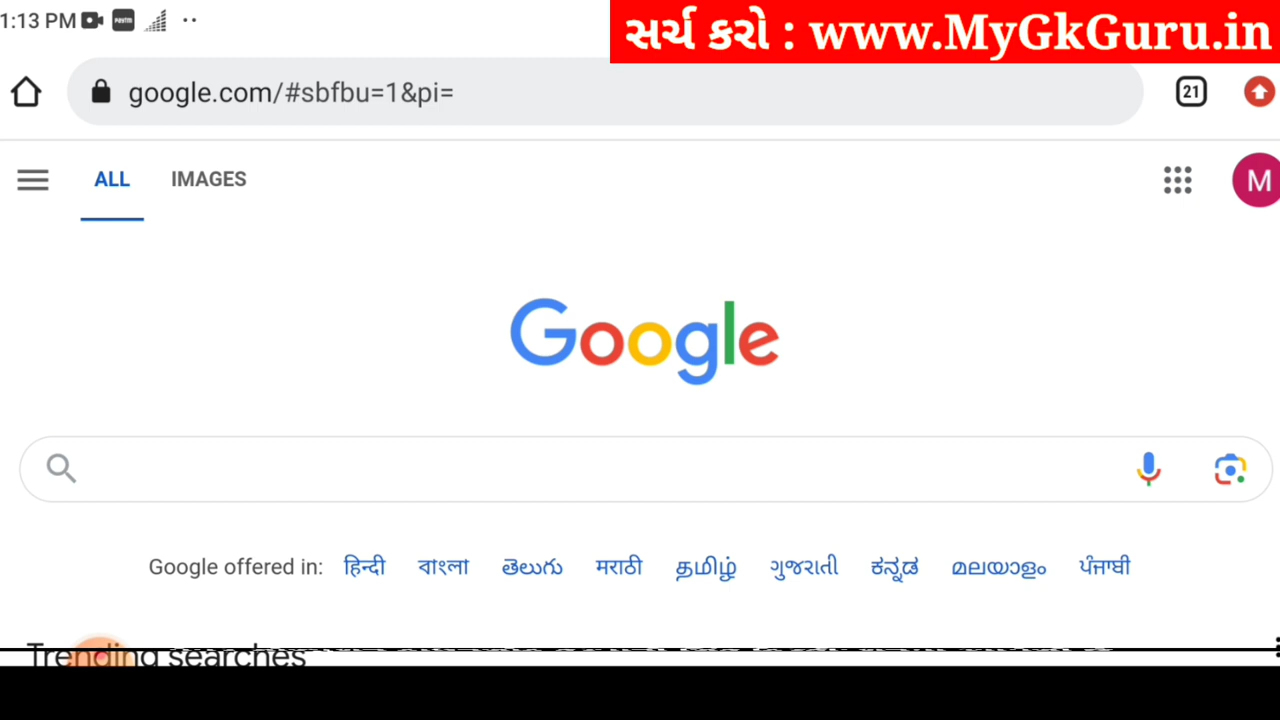 1:13 PM paytm
સર્ચ કરો : www.MyGkGuru.in
google.com/#sbfbu=1&pi=
21
ALL IMAGES
M
Google
Google offered in: हिन्दी বাংলা తెలుగు मराठी தமிழ் ગુજરાતી ಕನ್ನಡ മലയാളം ਪੰਜਾਬੀ
Trending searches